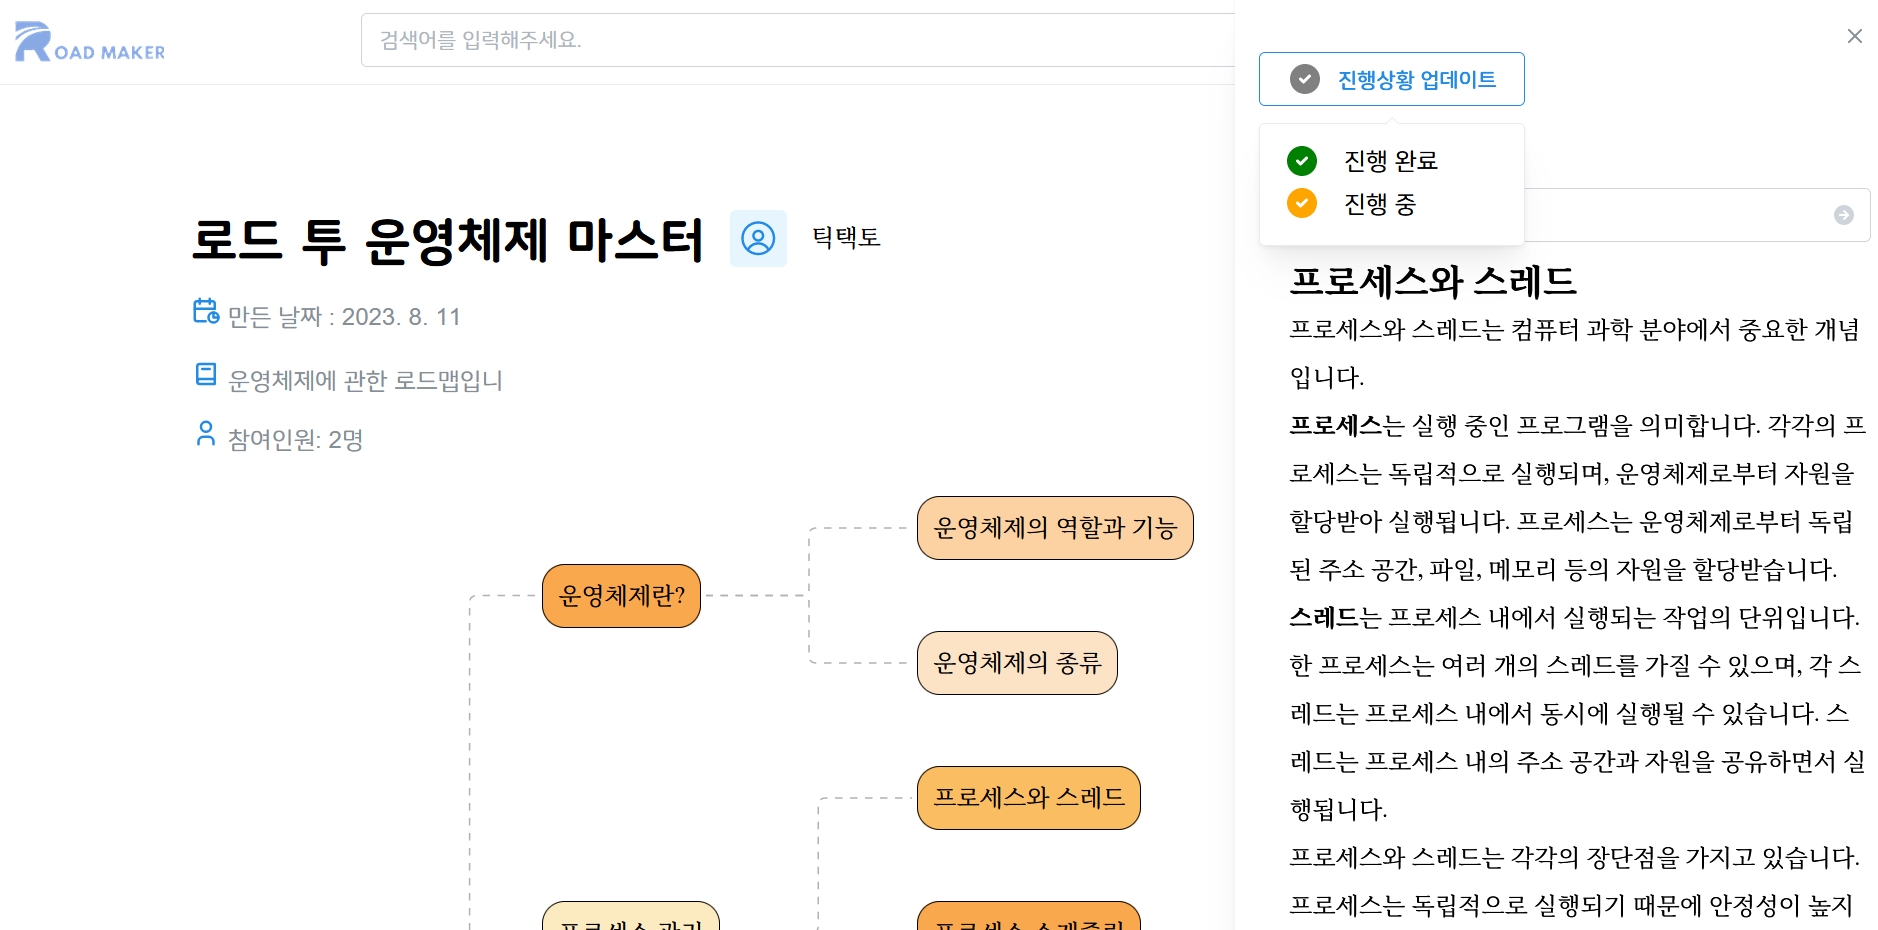 ROAD MAKER
검색어를 입력해주세요.
로드 투 운영체제 마스터
틱택토
만든 날짜 : 2023. 8. 11
운영체제에 관한 로드맵입니
참여인원: 2명
운영체제의 역할과 기능
운영체제란?
운영체제의 종류
프로세스와 스레드
프로세스 관리
프로세스 스케줄링
진행상황 업데이트
진행 완료
진행 중
프로세스와 스레드
프로세스와 스레드는 컴퓨터 과학 분야에서 중요한 개념
입니다.
프로세스는 실행 중인 프로그램을 의미합니다. 각각의 프
로세스는 독립적으로 실행되며, 운영체제로부터 자원을
할당받아 실행됩니다. 프로세스는 운영체제로부터 독립
된 주소 공간, 파일, 메모리 등의 자원을 할당받습니다.
스레드는 프로세스 내에서 실행되는 작업의 단위입니다.
한 프로세스는 여러 개의 스레드를 가질 수 있으며, 각 스
레드는 프로세스 내에서 동시에 실행될 수 있습니다. 스
레드는 프로세스 내의 주소 공간과 자원을 공유하면서 실
행됩니다.
프로세스와 스레드는 각각의 장단점을 가지고 있습니다.
프로세스는 독립적으로 실행되기 때문에 안정성이 높지